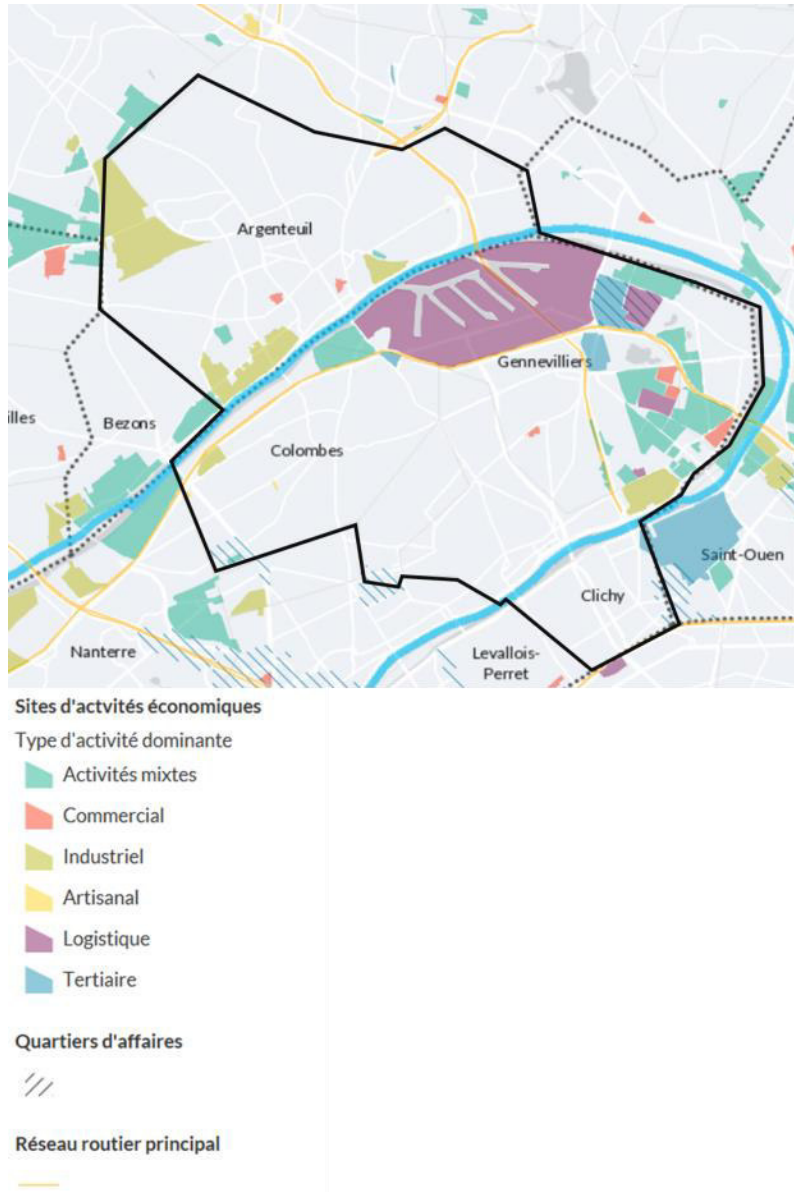 Argenteuil
Gennevilliers
illes
Bezons
Colombes
Saint-Ouen
Clichy
Nanterre
Levallois-
Perret
Sites d'actvités économiques
Type d'activité dominante
Activités mixtes
Commercial
Industriel
Artisanal
Logistique
Tertiaire
Quartiers d'affaires
Réseau routier principal